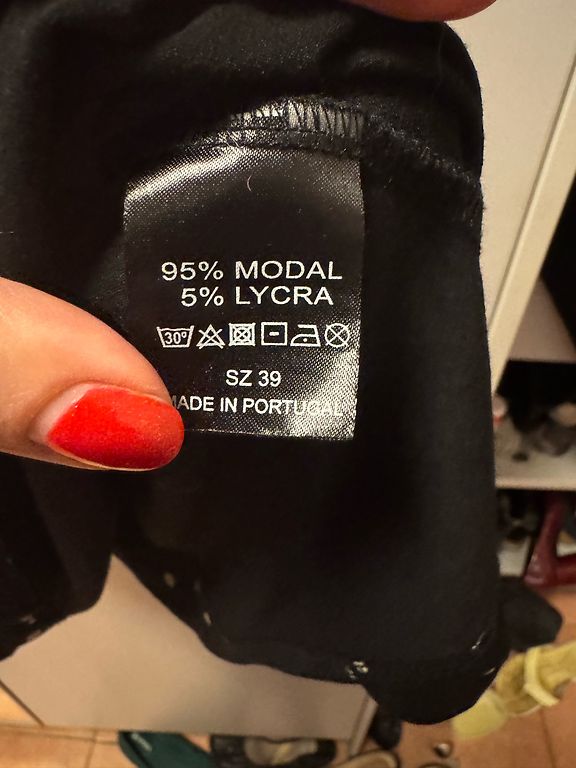 95% MODAL
5% LYCRA
30°
SZ 39
MADE IN PORTUGAL